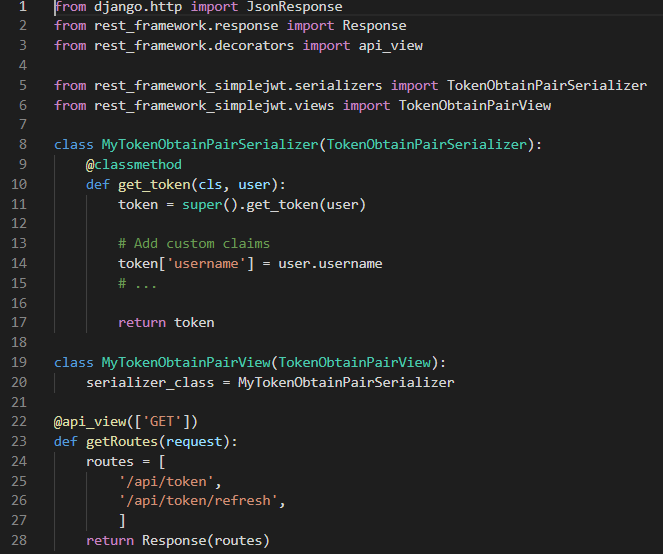 1 from django.http import JsonResponse
2 from rest_framework.response import Response
3 from rest_framework.decorators import api_view
4
5 from rest_framework_simplejwt.serializers import TokenObtainPairSerializer
6 from rest_framework_simplejwt.views import TokenObtainPairView
7
8 class MyTokenObtainPairSerializer(TokenObtainPairSerializer):
9     @classmethod
10     def get_token(cls, user):
11         token = super().get_token(user)
12
13         # Add custom claims
14         token['username'] = user.username
15         # ...
16
17         return token
18
19 class MyTokenObtainPairView(TokenObtainPairView):
20     serializer_class = MyTokenObtainPairSerializer
21
22 @api_view(['GET'])
23 def getRoutes(request):
24     routes = [
25         '/api/token',
26         '/api/token/refresh',
27         ]
28     return Response(routes)